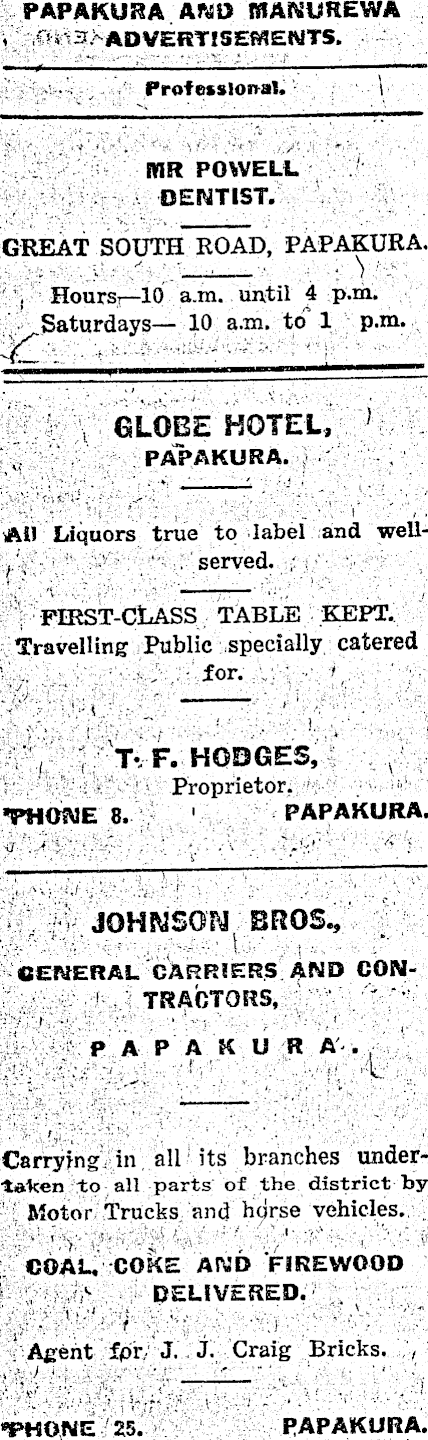 PAPAKURA AND MANUREWA
ADVERTISEMENTS.
Professional.
MR POWELL
DENTIST.
GREAT SOUTH ROAD, PAPAKURA.
Hours—10 a.m. until 4 p.m.
Saturdays— 10 a.m. to 1 p.m.
GLOBE HOTEL,
PAPAKURA.
All Liquors true to label and well-
served.
FIRST-CLASS TABLE KEPT.
Travelling Public specially catered
for.
T. F. HODGES,
Proprietor.
'PHONE 8. PAPAKURA.
JOHNSON BROS.,
GENERAL CARRIERS AND CON-
TRACTORS,
PAPAKURA.
Carrying in all its branches under-
taken to all parts of the district by
Motor Trucks and horse vehicles.
COAL, COKE AND FIREWOOD
DELIVERED.
Agent for J. J. Craig Bricks.
'PHONE 25. PAPAKURA.